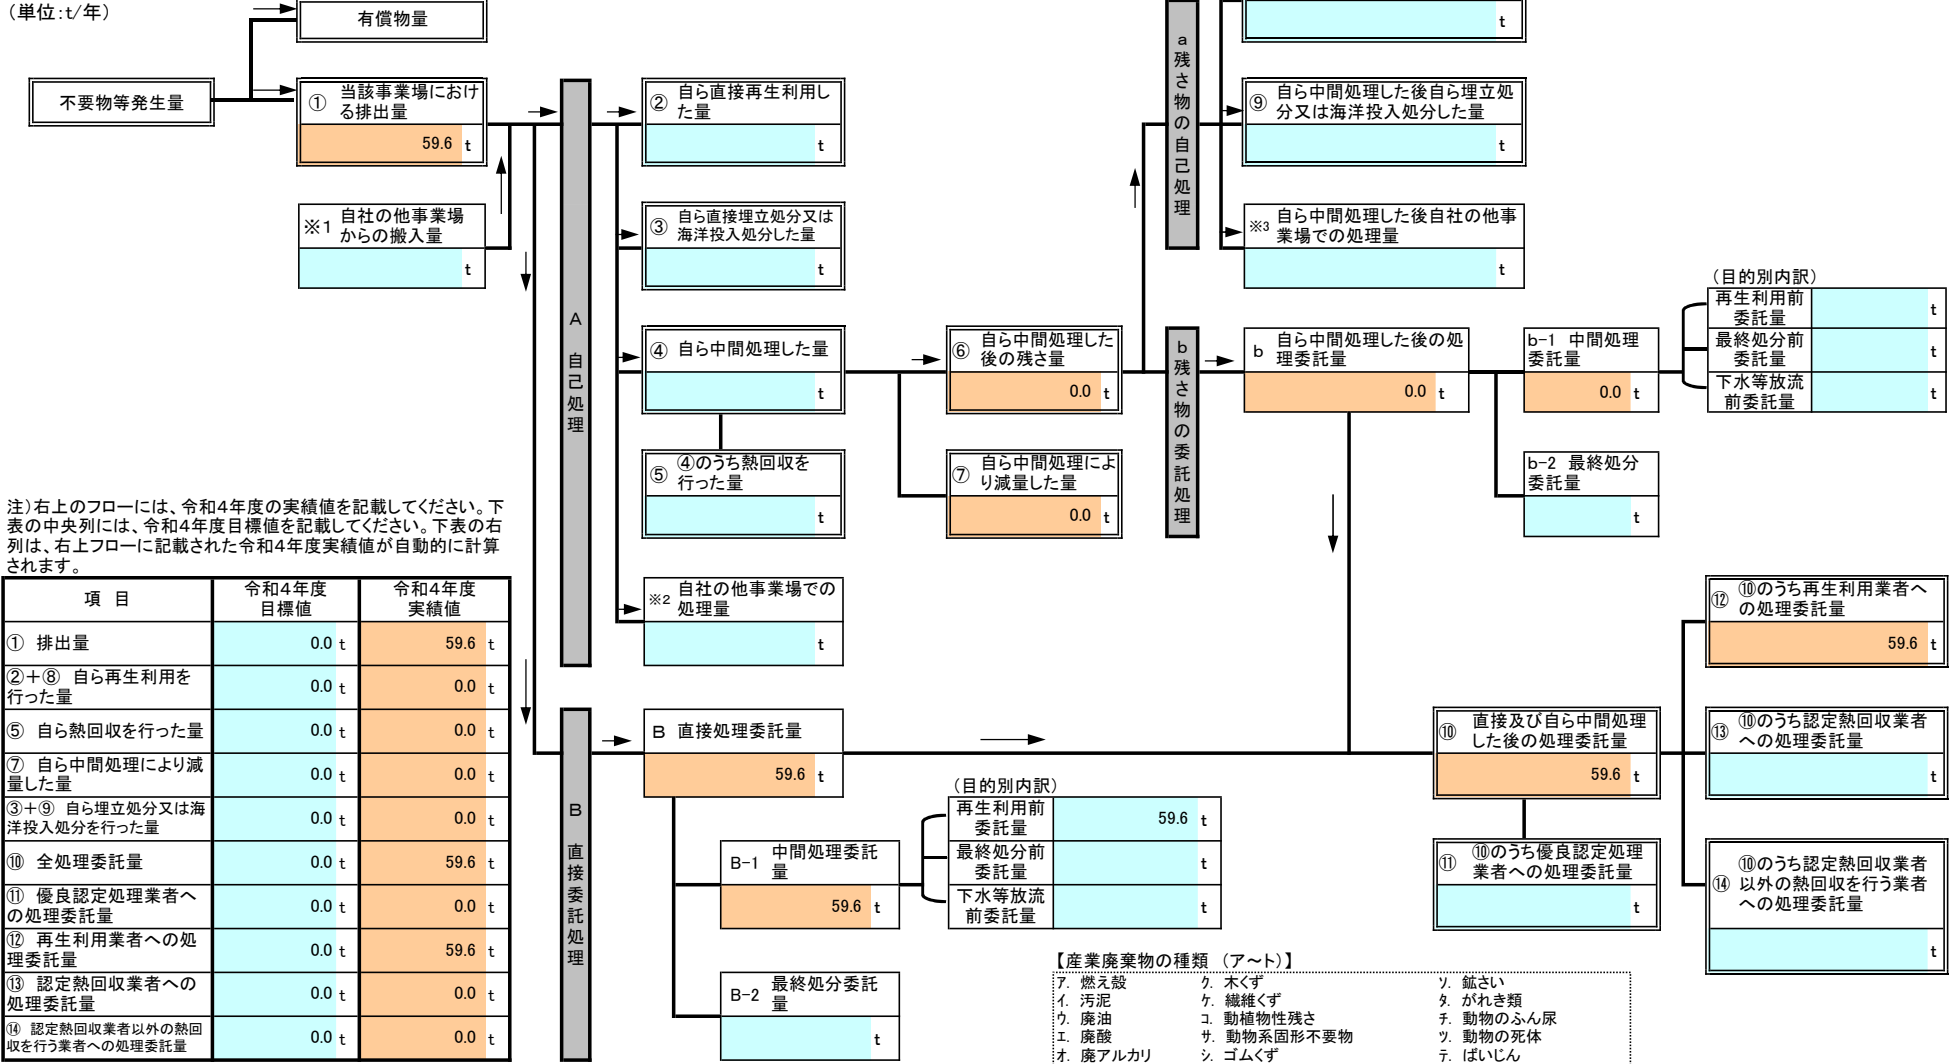 （単位:t/年）
有償物量
不要物等発生量
① 当該事業場におけ
る排出量
59.6 t
※1 自社の他事業場
からの搬入量
t
A 自己処理
② 自ら直接再生利用し
た量
t
③ 自ら直接埋立処分又は
海洋投入処分した量
t
④ 自ら中間処理した量
t
⑤ ④のうち熱回収を
行った量
t
※2 自社の他事業場での
処理量
t
⑥ 自ら中間処理した
後の残さ量
0.0 t
⑦ 自ら中間処理によ
り減量した量
0.0 t
a残さ物の自己処理
t
⑨ 自ら中間処理した後自ら埋立処
分又は海洋投入処分した量
t
※3 自ら中間処理した後自社の他事
業場での処理量
t
b残さ物の委託処理
b 自ら中間処理した後の処
理委託量
0.0 t
b-1 中間処理
委託量
0.0 t
b-2 最終処分
委託量
t
（目的別内訳）
再生利用前
委託量
t
最終処分前
委託量
t
下水等放流
前委託量
t
注）右上のフローには、令和4年度の実績値を記載してください。下
表の中央列には、令和4年度目標値を記載してください。下表の右
列は、右上フローに記載された令和4年度実績値が自動的に計算
されます。
項 目
令和4年度
目標値
令和4年度
実績値
① 排出量 0.0 t 59.6 t
②＋⑧ 自ら再生利用を
行った量 0.0 t 0.0 t
⑤ 自ら熱回収を行った量 0.0 t 0.0 t
⑦ 自ら中間処理により減
量した量 0.0 t 0.0 t
③＋⑨ 自ら埋立処分又は海
洋投入処分を行った量 0.0 t 0.0 t
⑩ 全処理委託量 0.0 t 59.6 t
⑪ 優良認定処理業者へ
の処理委託量 0.0 t 0.0 t
⑫ 再生利用業者への処
理委託量 0.0 t 59.6 t
⑬ 認定熱回収業者への
処理委託量 0.0 t 0.0 t
⑭ 認定熱回収業者以外の熱回
収を行う業者への処理委託量 0.0 t 0.0 t
B 直接委託処理
B 直接処理委託量
59.6 t
B-1 中間処理委託
量
59.6 t
B-2 最終処分委託
量
t
（目的別内訳）
再生利用前
委託量
59.6 t
最終処分前
委託量
t
下水等放流
前委託量
t
⑩ 直接及び自ら中間処理
した後の処理委託量
59.6 t
⑪ ⑩のうち優良認定処理
業者への処理委託量
t
⑫ ⑩のうち再生利用業者へ
の処理委託量
59.6 t
⑬ ⑩のうち認定熱回収業者
への処理委託量
t
⑭ ⑩のうち認定熱回収業者
以外の熱回収を行う業者
への処理委託量
t
【産業廃棄物の種類 （ア～ト）】
ア. 燃え殻 ク. 木くず ソ. 鉱さい
イ. 汚泥 ケ. 繊維くず タ. がれき類
ウ. 廃油 コ. 動植物性残さ チ. 動物のふん尿
エ. 廃酸 サ. 動物系固形不要物 ツ. 動物の死体
オ. 廃アルカリ シ. ゴムくず テ. ばいじん